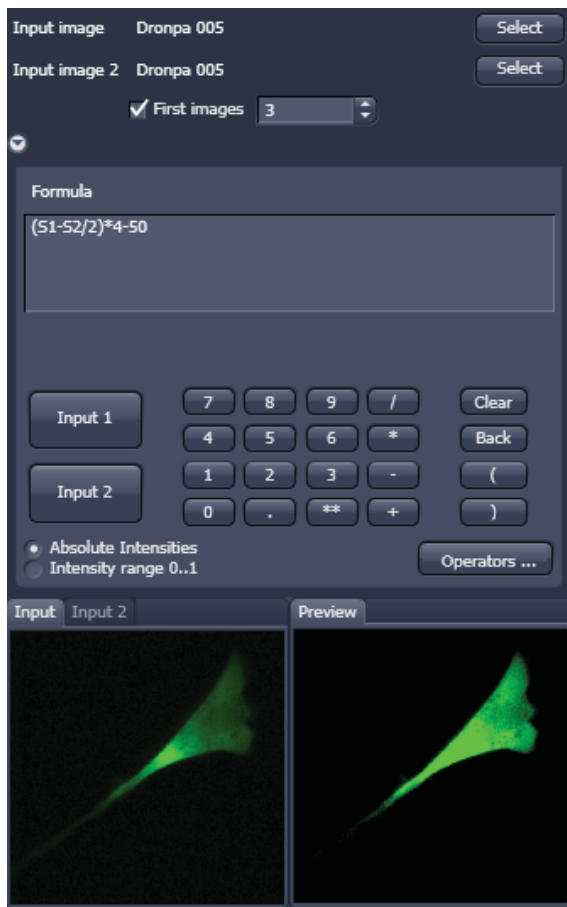 Input image Dronpa 005 Select
Input image 2 Dronpa 005 Select
First images 3
Formula
(S1-S2/2)*4-50
Input 1
7 8 9 / Clear
4 5 6 * Back
Input 2
1 2 3 - (
0 . ** + )
Absolute Intensities
Intensity range 0..1
Operators ...
Input Input 2 Preview